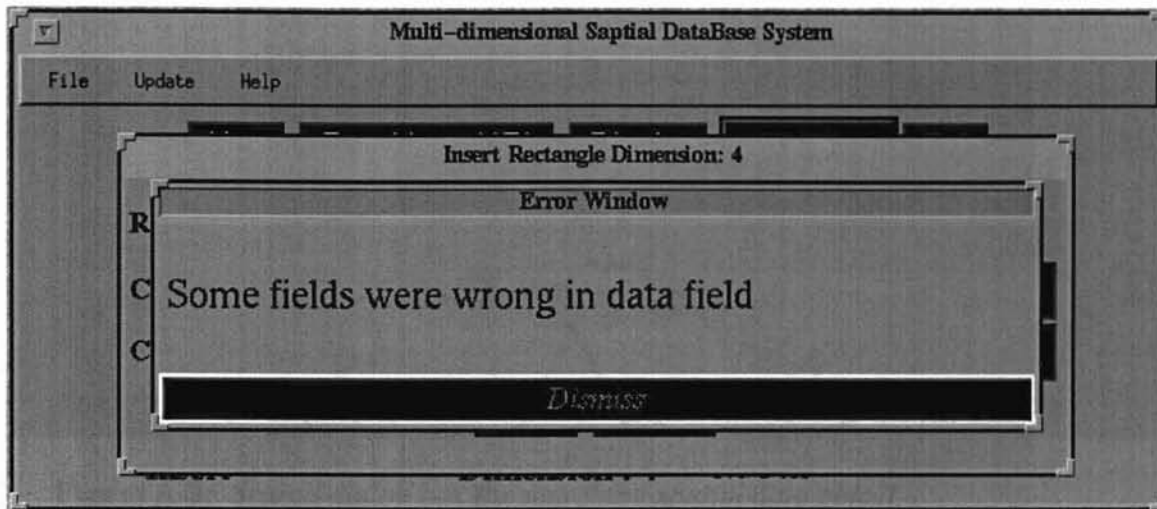 Multi-dimensional Saptial DataBase System
File Update Help
Insert Rectangle Dimension: 4
Error Window
R
C
Some fields were wrong in data field
C
Dismiss